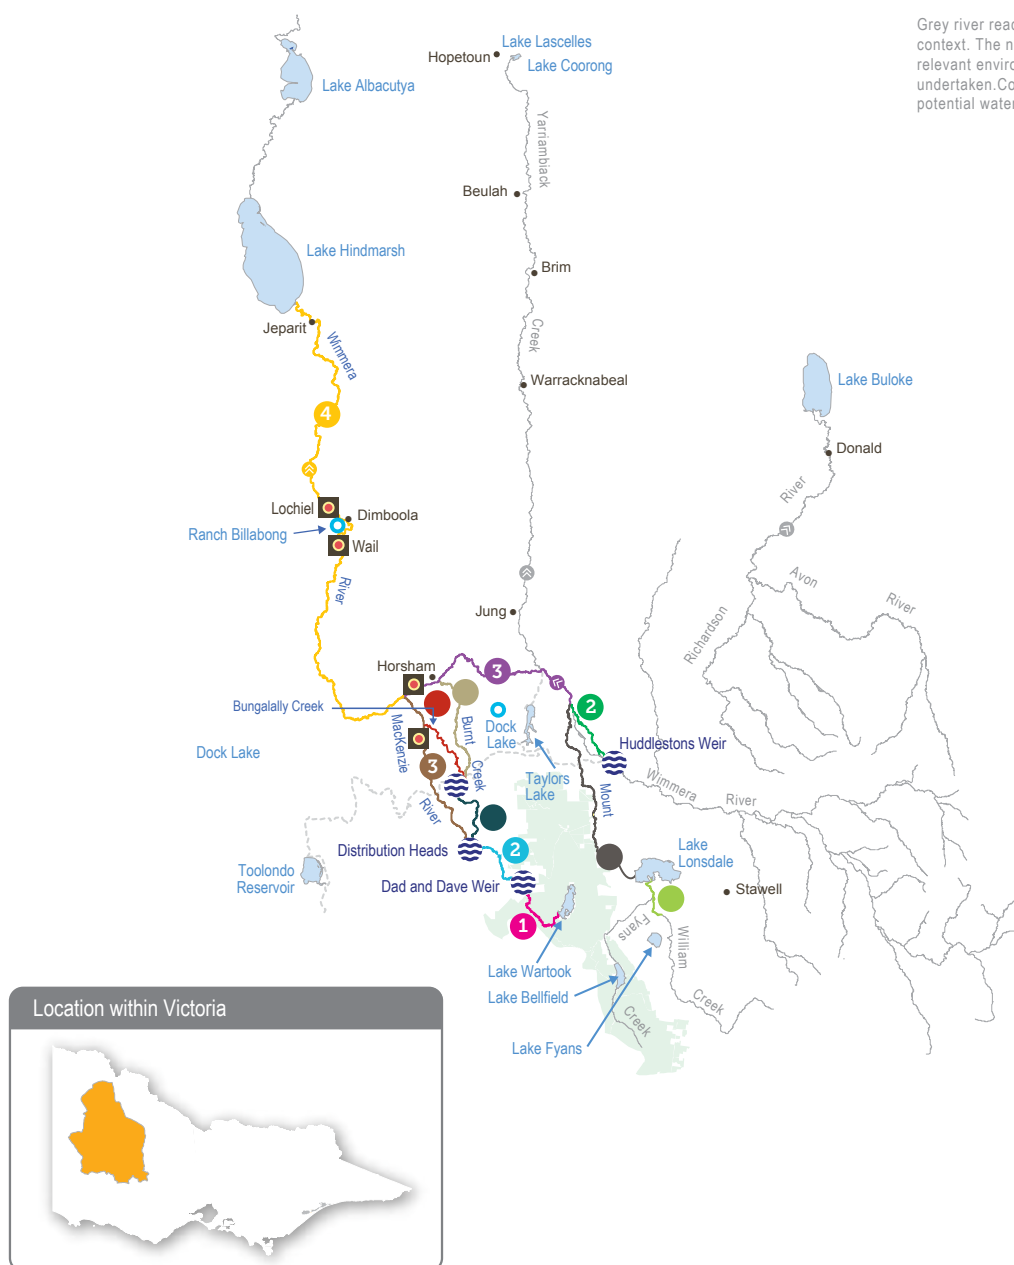 Grey river reac
context. The n
relevant enviro
undertaken.Co
potential water
Lake Lascelles
Hopetoun
Lake Coorong
Lake Albacutya
Yarriambiack
Beulah
Lake Hindmarsh
Brim
Jeparit
Wimmera
Creek
Warracknabeal
Lake Buloke
4
Donald
River
Lochiel
Dimboola
Ranch Billabong
Wail
River
Avon
River
Jung
Richardson
Horsham
3
Bungalally Creek
2
Burnt
Dock
Lake
MacKenzie
Huddlestons Weir
Dock Lake
3
Creek
Taylors
Lake
Mount
Wimmera
River
River
Distribution Heads
2
Lake
Lonsdale
Toolondo
Reservoir
Dad and Dave Weir
Stawell
1
Fyans
William
Lake Wartook
Lake Bellfield
Creek
Creek
Lake Fyans
Location within Victoria